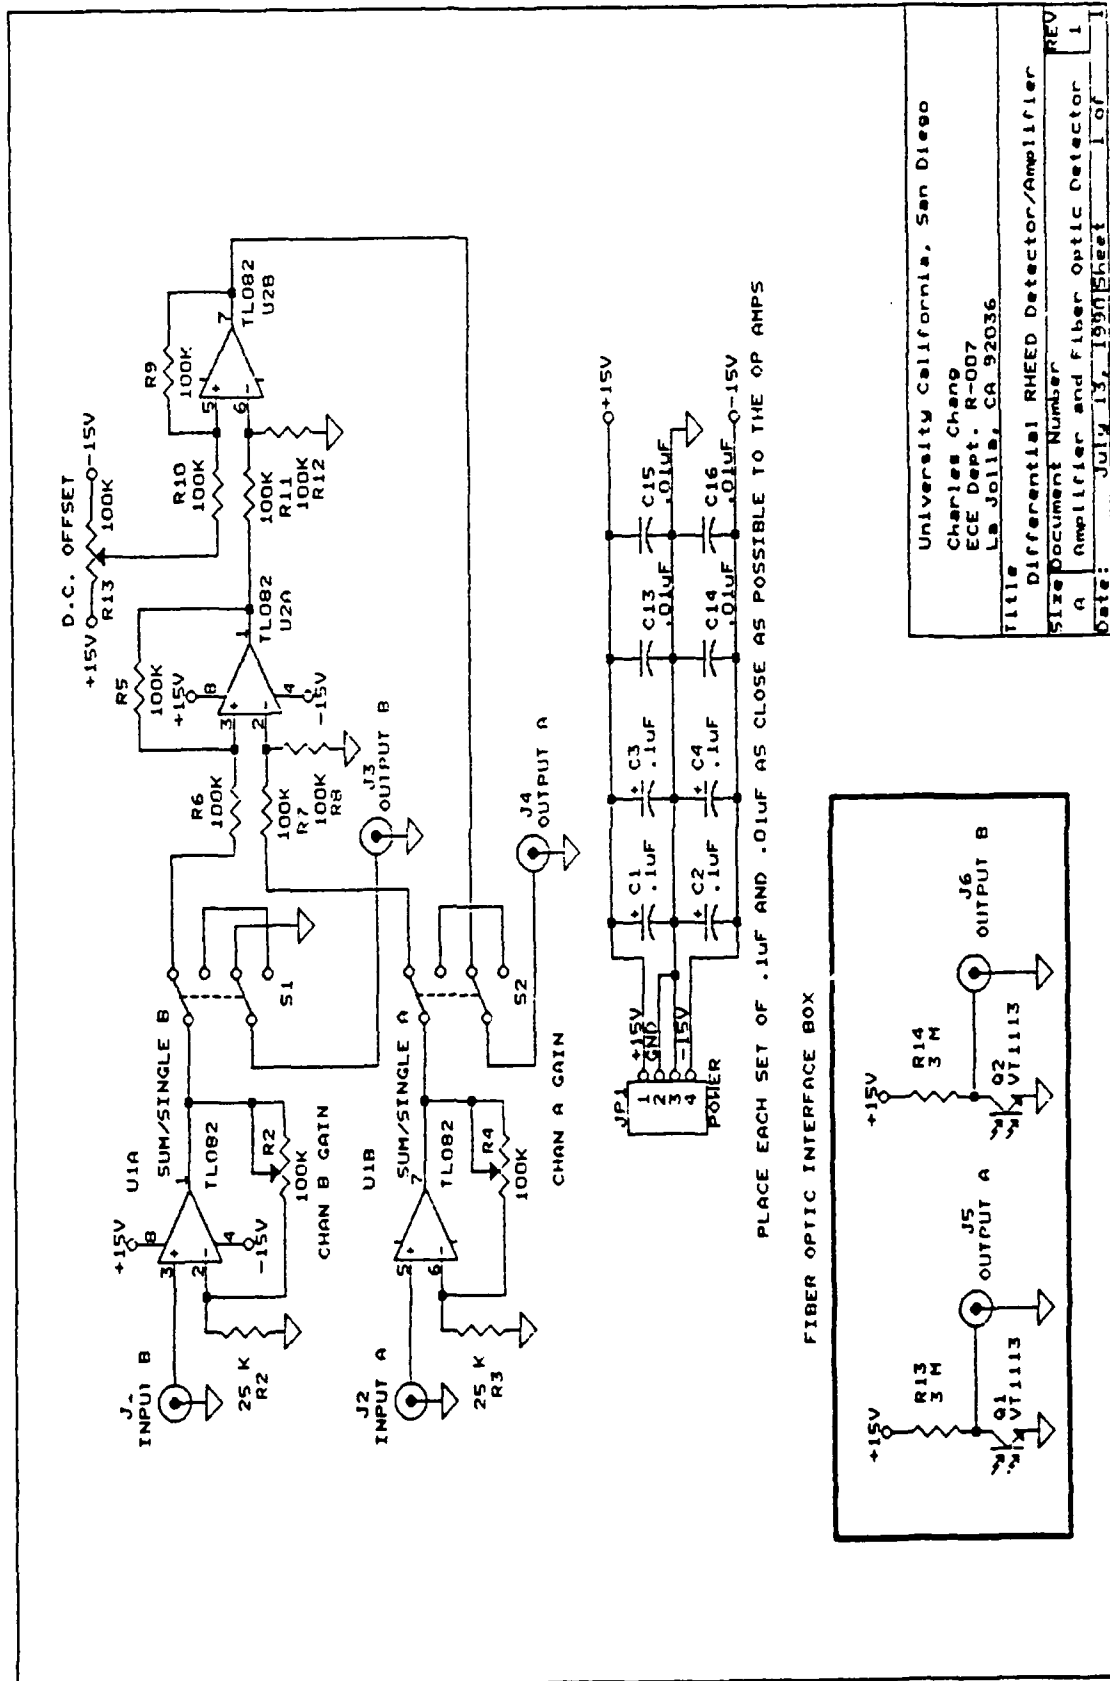 D.C. OFFSET
+15V
-15V
R13
100K
R5
100K
R10
100K
R9
100K
+15V
8
3
+
2
-
1
4
-15V
TL082
U2A
5
+
6
-
7
TL082
U2B
R6
100K
100K
R7
100K
R8
100K
R11
100K
R12
J3
OUTPUT B
J4
OUTPUT A
U1A
SUM/SINGLE B
+15V
8
3
+
2
-
1
4
-15V
TL082
R2
100K
CHAN B GAIN
S1
INPUT B
25 K
R2
U1B
SUM/SINGLE A
5
+
6
-
7
TL082
R4
100K
CHAN A GAIN
S2
J2
INPUT A
25 K
R3
JP1
1
2
3
4
POWER
+15V
GND
-15V
+15V
-15V
+
C1
.1uF
+
C2
.1uF
+
C3
.1uF
+
C4
.1uF
C13
.01uF
C14
.01uF
C15
.01uF
C16
.01uF
PLACE EACH SET OF .1uF AND .01uF AS CLOSE AS POSSIBLE TO THE OP AMPS
FIBER OPTIC INTERFACE BOX
+15V
R13
3 M
J5
OUTPUT A
Q1
VT1113
+15V
R14
3 M
J6
OUTPUT B
Q2
VT1113
University California, San Diego
Charles Chang
ECE Dept. R-007
La Jolla, CA 92036
Title
Differential RHEED Detector/Amplifier
Size Document Number REV
A Amplifier and Fiber Optic Detector 1
Date: July 13, 1990 Sheet 1 of 1